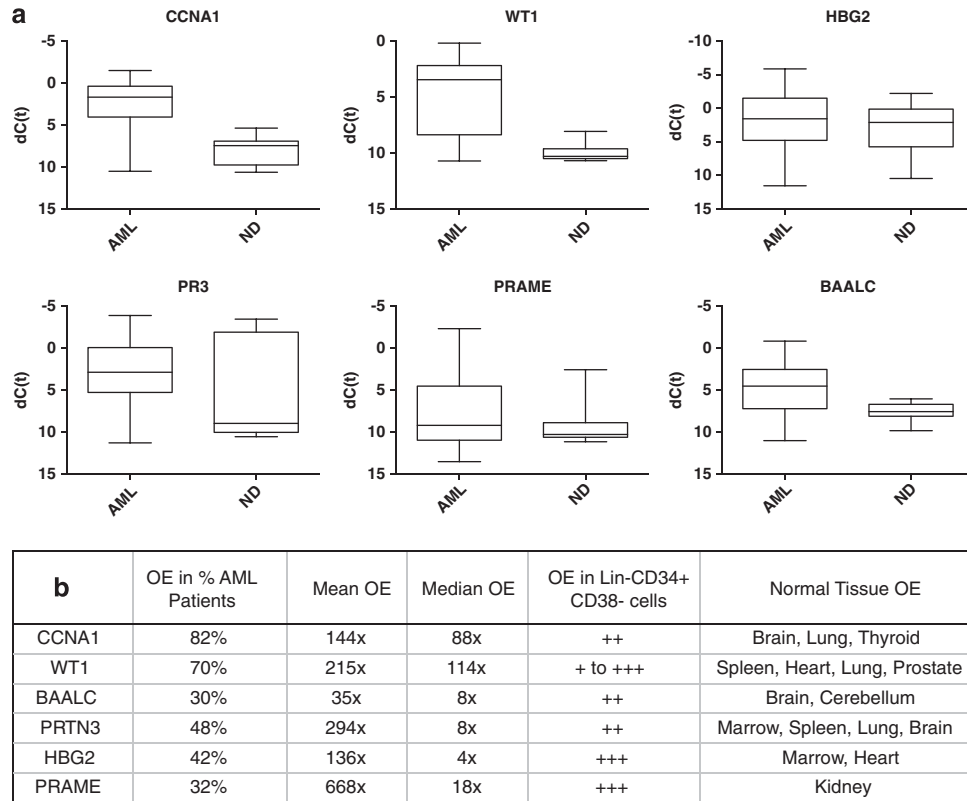 a
CCNA1
-5
0
5
10
15
dC(t)
AML
ND
WT1
0
5
10
15
dC(t)
AML
ND
HBG2
-10
-5
0
5
10
15
dC(t)
AML
ND
PR3
-5
0
5
10
15
dC(t)
AML
ND
PRAME
-5
0
5
10
15
dC(t)
AML
ND
BAALC
-5
0
5
10
15
dC(t)
AML
ND
b
OE in % AML
Patients
Mean OE
Median OE
OE in Lin-CD34+
CD38- cells
Normal Tissue OE
CCNA1 82% 144x 88x ++ Brain, Lung, Thyroid
WT1 70% 215x 114x + to +++ Spleen, Heart, Lung, Prostate
BAALC 30% 35x 8x ++ Brain, Cerebellum
PRTN3 48% 294x 8x ++ Marrow, Spleen, Lung, Brain
HBG2 42% 136x 4x +++ Marrow, Heart
PRAME 32% 668x 18x +++ Kidney